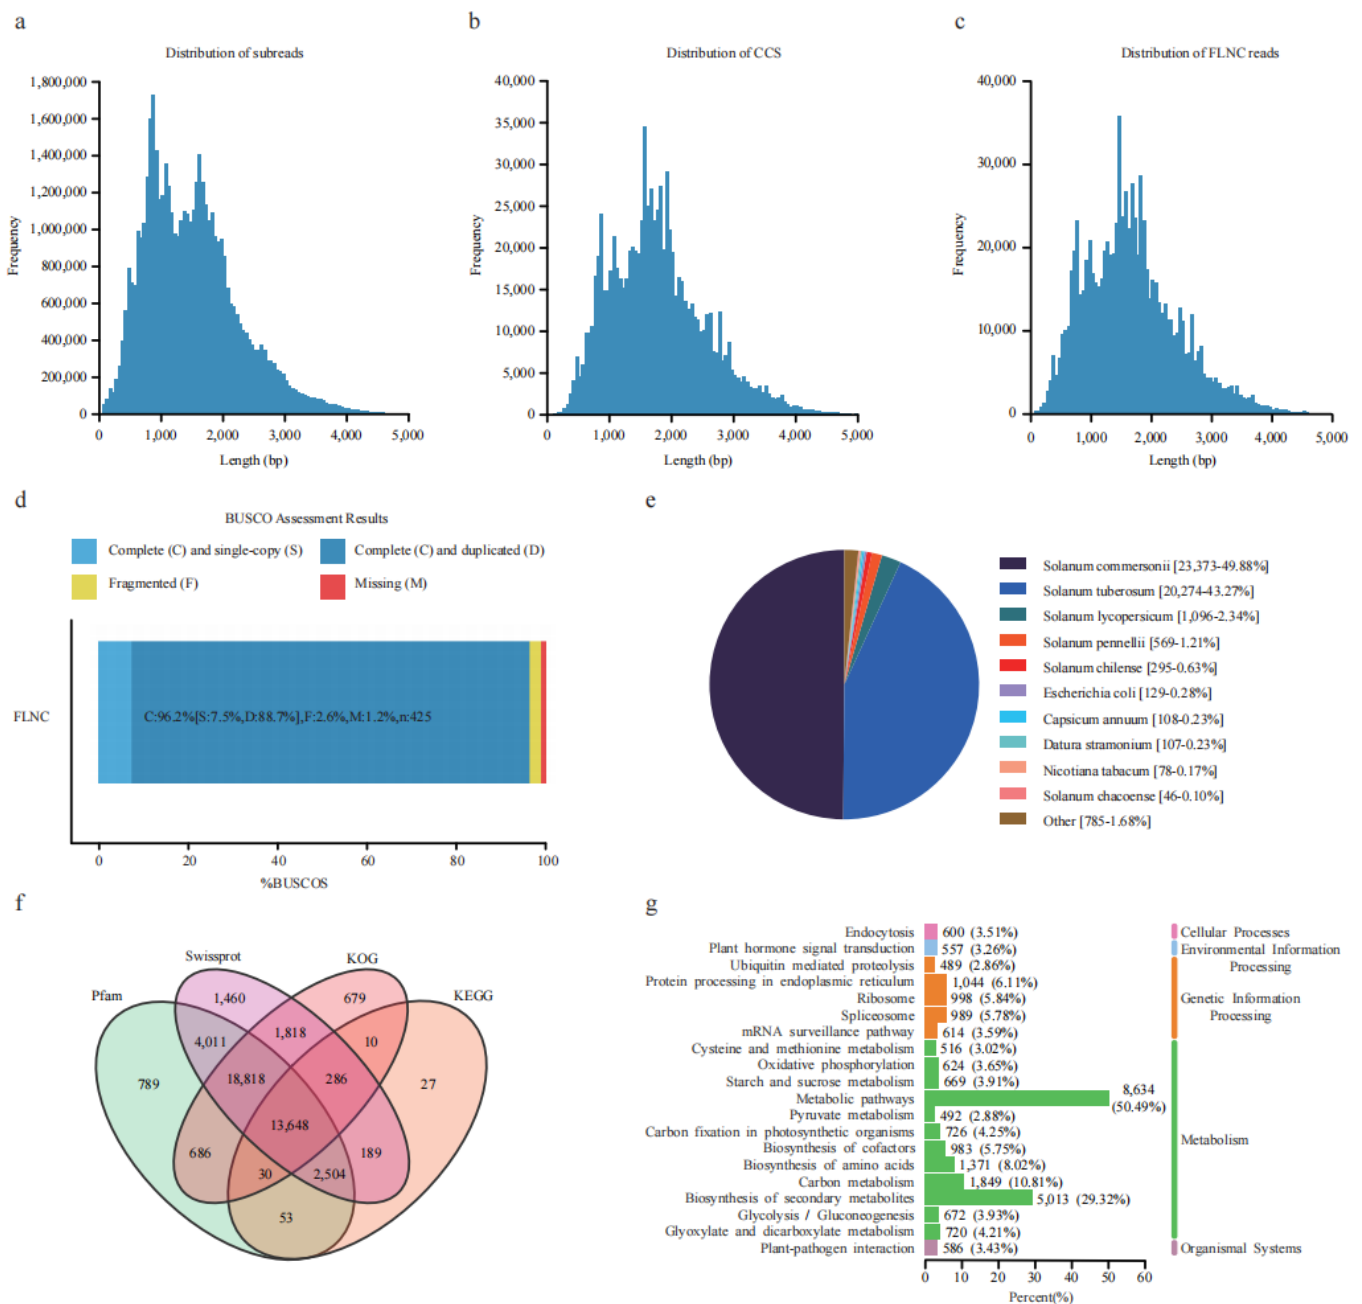 a
Distribution of subreads
1,800,000
1,600,000
1,400,000
1,200,000
1,000,000
800,000
600,000
400,000
200,000
0
Frequency
0 1,000 2,000 3,000 4,000 5,000
Length (bp)
b
Distribution of CCS
40,000
35,000
30,000
25,000
20,000
15,000
10,000
5,000
0
Frequency
0 1,000 2,000 3,000 4,000 5,000
Length (bp)
c
Distribution of FLNC reads
40,000
30,000
20,000
10,000
0
Frequency
0 1,000 2,000 3,000 4,000 5,000
Length (bp)
d
BUSCO Assessment Results
Complete (C) and single-copy (S)
Complete (C) and duplicated (D)
Fragmented (F)
Missing (M)
FLNC
C:96.2%[S:7.5%,D:88.7%],F:2.6%,M:1.2%,n:425
0 20 40 60 80 100
%BUSCOS
e
Solanum commersonii [23,373-49.88%]
Solanum tuberosum [20,274-43.27%]
Solanum lycopersicum [1,096-2.34%]
Solanum pennellii [569-1.21%]
Solanum chilense [295-0.63%]
Escherichia coli [129-0.28%]
Capsicum annuum [108-0.23%]
Datura stramonium [107-0.23%]
Nicotiana tabacum [78-0.17%]
Solanum chacoense [46-0.10%]
Other [785-1.68%]
f
Swissprot
KOG
Pfam
KEGG
1,460
679
1,818
4,011
10
789
18,818
286
27
13,648
686
189
30
2,504
53
g
Endocytosis 600 (3.51%)
Plant hormone signal transduction 557 (3.26%)
Ubiquitin mediated proteolysis 489 (2.86%)
Protein processing in endoplasmic reticulum 1,044 (6.11%)
Ribosome 998 (5.84%)
Spliceosome 989 (5.78%)
mRNA surveillance pathway 614 (3.59%)
Cysteine and methionine metabolism 516 (3.02%)
Oxidative phosphorylation 624 (3.65%)
Starch and sucrose metabolism 669 (3.91%)
Metabolic pathways 8,634
(50.49%)
Pyruvate metabolism 492 (2.88%)
Carbon fixation in photosynthetic organisms 726 (4.25%)
Biosynthesis of cofactors 983 (5.75%)
Biosynthesis of amino acids 1,371 (8.02%)
Carbon metabolism 1,849 (10.81%)
Biosynthesis of secondary metabolites 5,013 (29.32%)
Glycolysis / Gluconeogenesis 672 (3.93%)
Glyoxylate and dicarboxylate metabolism 720 (4.21%)
Plant-pathogen interaction 586 (3.43%)
0 10 20 30 40 50 60
Percent(%)
Cellular Processes
Environmental Information
Processing
Genetic Information
Processing
Metabolism
Organismal Systems